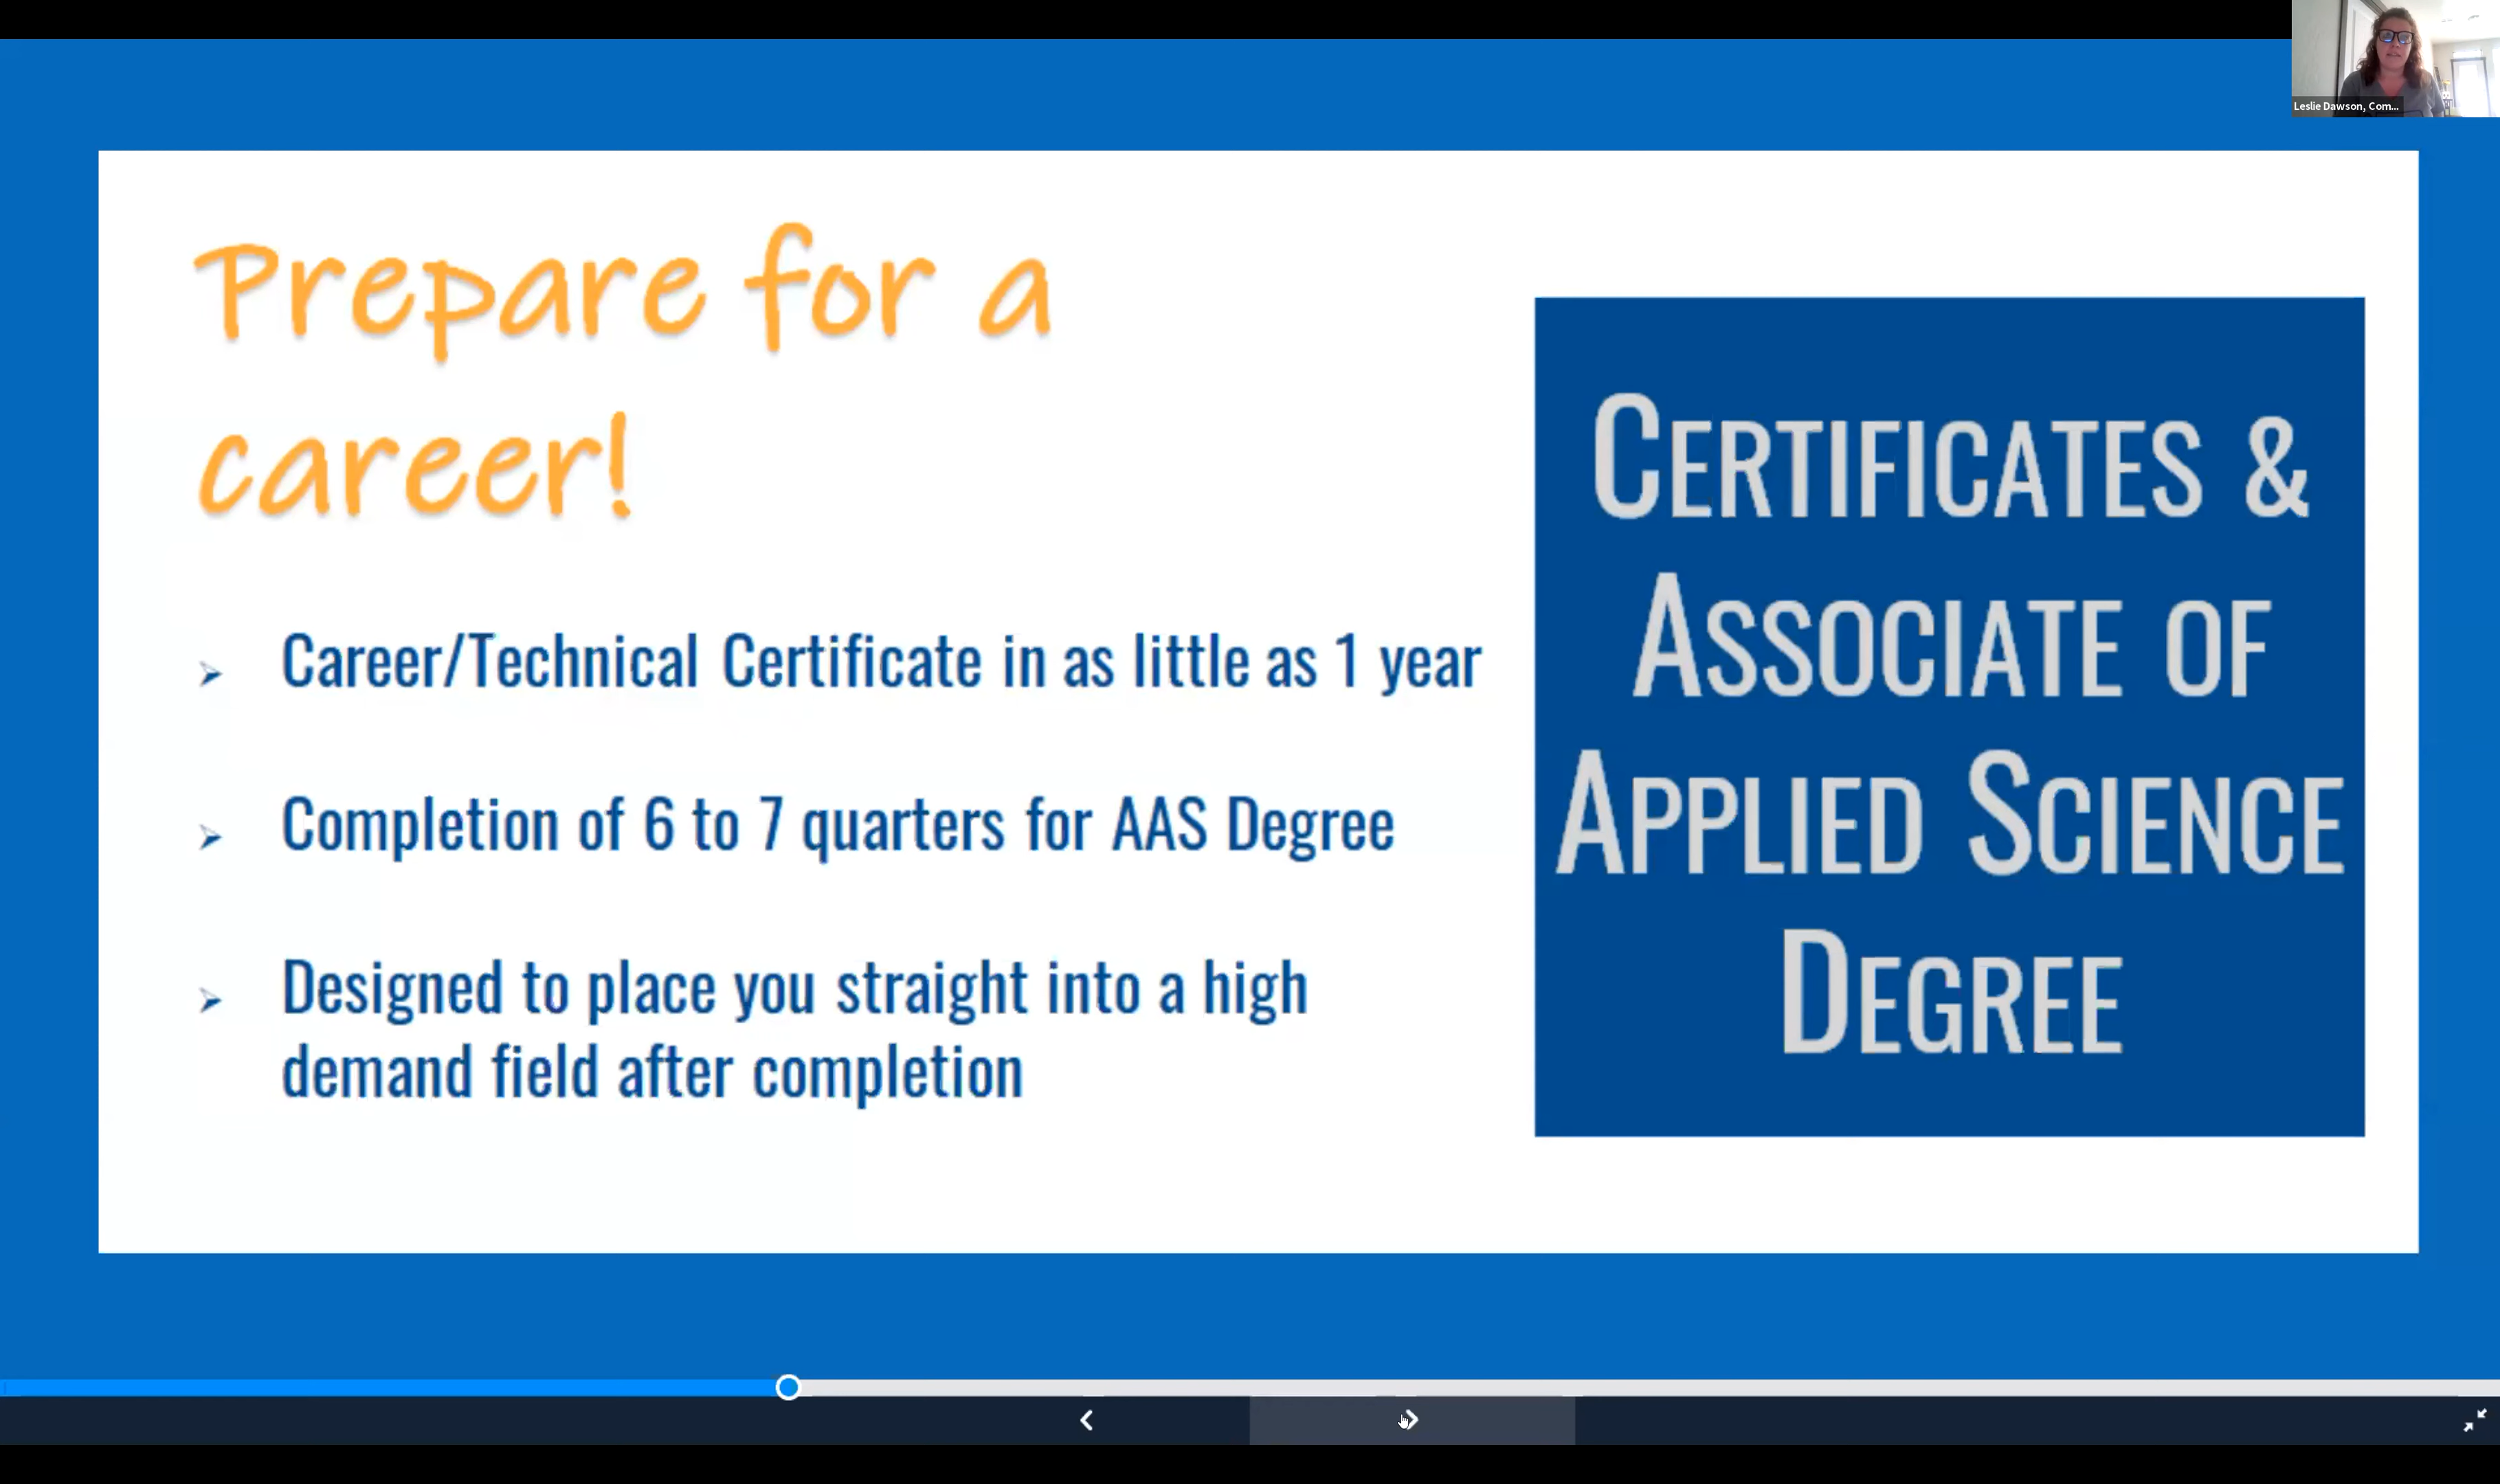 Leslie Dawson, Com...
Prepare for a
career!
Career/Technical Certificate in as little as 1 year
Completion of 6 to 7 quarters for AAS Degree
Designed to place you straight into a high
demand field after completion
CERTIFICATES &
ASSOCIATE OF
APPLIED SCIENCE
DEGREE